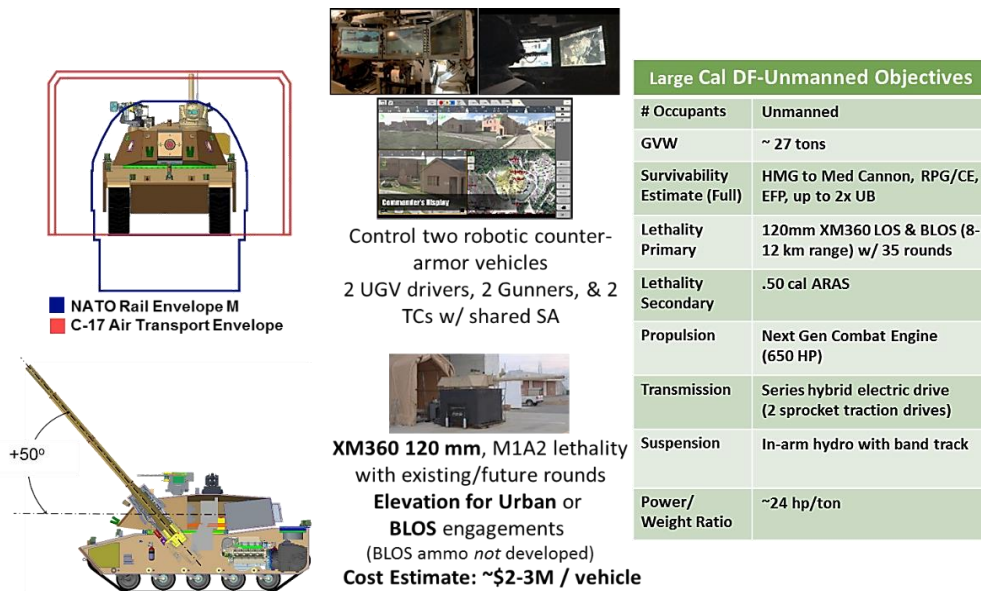 NATO Rail Envelope M
C-17 Air Transport Envelope
+50°
Commander's Display
Control two robotic counter-
armor vehicles
2 UGV drivers, 2 Gunners, & 2
TCs w/ shared SA
XM360 120 mm, M1A2 lethality
with existing/future rounds
Elevation for Urban or
BLOS engagements
(BLOS ammo not developed)
Cost Estimate: ~$2-3M / vehicle
Large Cal DF-Unmanned Objectives
# Occupants Unmanned
GVW ~ 27 tons
Survivability HMG to Med Cannon, RPG/CE,
Estimate (Full) EFP, up to 2x UB
Lethality 120mm XM360 LOS & BLOS (8-
Primary 12 km range) w/ 35 rounds
Lethality .50 cal ARAS
Secondary
Propulsion Next Gen Combat Engine
(650 HP)
Transmission Series hybrid electric drive
(2 sprocket traction drives)
Suspension In-arm hydro with band track
Power/ ~24 hp/ton
Weight Ratio